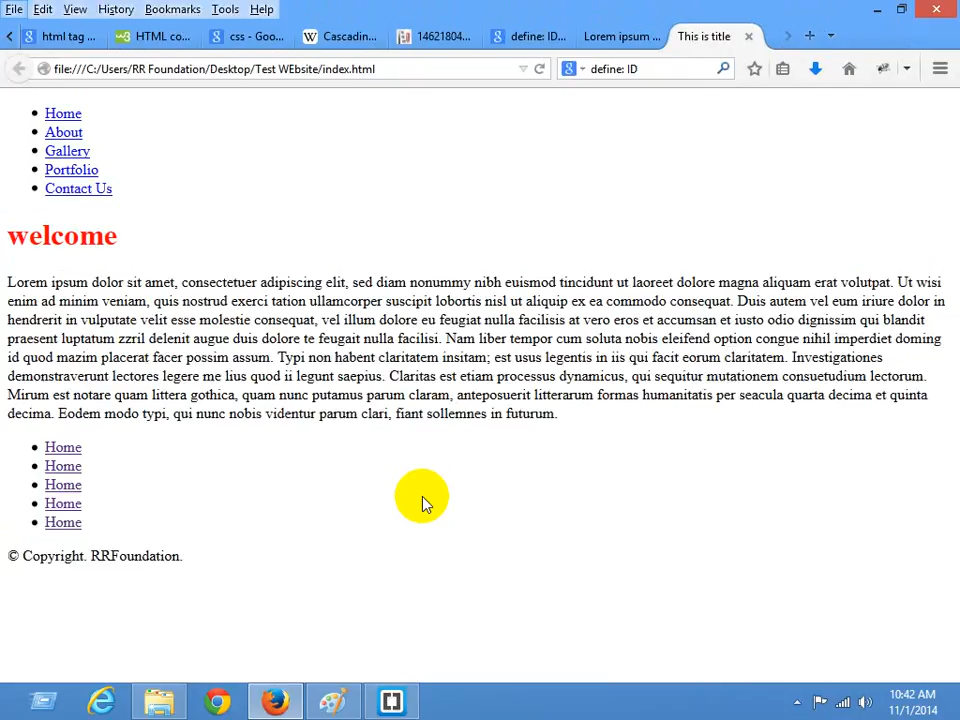 File Edit View History Bookmarks Tools Help
html tag ... HTML co... css - Goo... Cascadin... 14621804... define: ID... Lorem ipsum ... This is title
file:///C:/Users/RR Foundation/Desktop/Test WEbsite/index.html define: ID
Home
About
Gallery
Portfolio
Contact Us
welcome
Lorem ipsum dolor sit amet, consectetuer adipiscing elit, sed diam nonummy nibh euismod tincidunt ut laoreet dolore magna aliquam erat volutpat. Ut wisi
enim ad minim veniam, quis nostrud exerci tation ullamcorper suscipit lobortis nisl ut aliquip ex ea commodo consequat. Duis autem vel eum iriure dolor in
hendrerit in vulputate velit esse molestie consequat, vel illum dolore eu feugiat nulla facilisis at vero eros et accumsan et iusto odio dignissim qui blandit
praesent luptatum zzril delenit augue duis dolore te feugait nulla facilisi. Nam liber tempor cum soluta nobis eleifend option congue nihil imperdiet doming
id quod mazim placerat facer possim assum. Typi non habent claritatem insitam; est usus legentis in iis qui facit eorum claritatem. Investigationes
demonstraverunt lectores legere me lius quod ii legunt saepius. Claritas est etiam processus dynamicus, qui sequitur mutationem consuetudium lectorum.
Mirum est notare quam littera gothica, quam nunc putamus parum claram, anteposuerit litterarum formas humanitatis per seacula quarta decima et quinta
decima. Eodem modo typi, qui nunc nobis videntur parum clari, fiant sollemnes in futurum.
Home
Home
Home
Home
Home
© Copyright. RRFoundation.
10:42 AM
11/1/2014